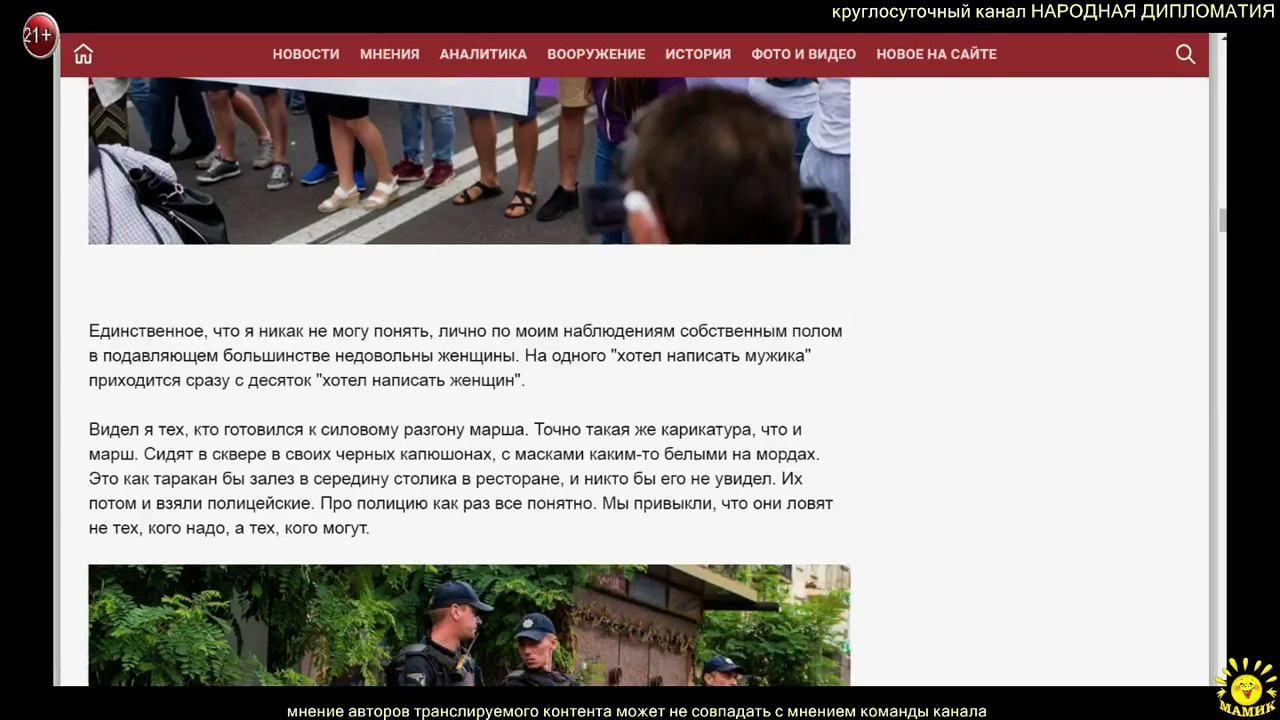 круглосуточный канал НАРОДНАЯ ДИПЛОМАТИЯ
21+
НОВОСТИ МНЕНИЯ АНАЛИТИКА ВООРУЖЕНИЕ ИСТОРИЯ ФОТО И ВИДЕО НОВОЕ НА САЙТЕ
Единственное, что я никак не могу понять, лично по моим наблюдениям собственным полом
в подавляющем большинстве недовольны женщины. На одного "хотел написать мужика"
приходится сразу с десяток "хотел написать женщин".
Видел я тех, кто готовился к силовому разгону марша. Точно такая же карикатура, что и
марш. Сидят в сквере в своих черных капюшонах, с масками каким-то белыми на мордах.
Это как таракан бы залез в середину столика в ресторане, и никто бы его не увидел. Их
потом и взяли полицейские. Про полицию как раз все понятно. Мы привыкли, что они ловят
не тех, кого надо, а тех, кого могут.
МАМИК
мнение авторов транслируемого контента может не совпадать с мнением команды канала